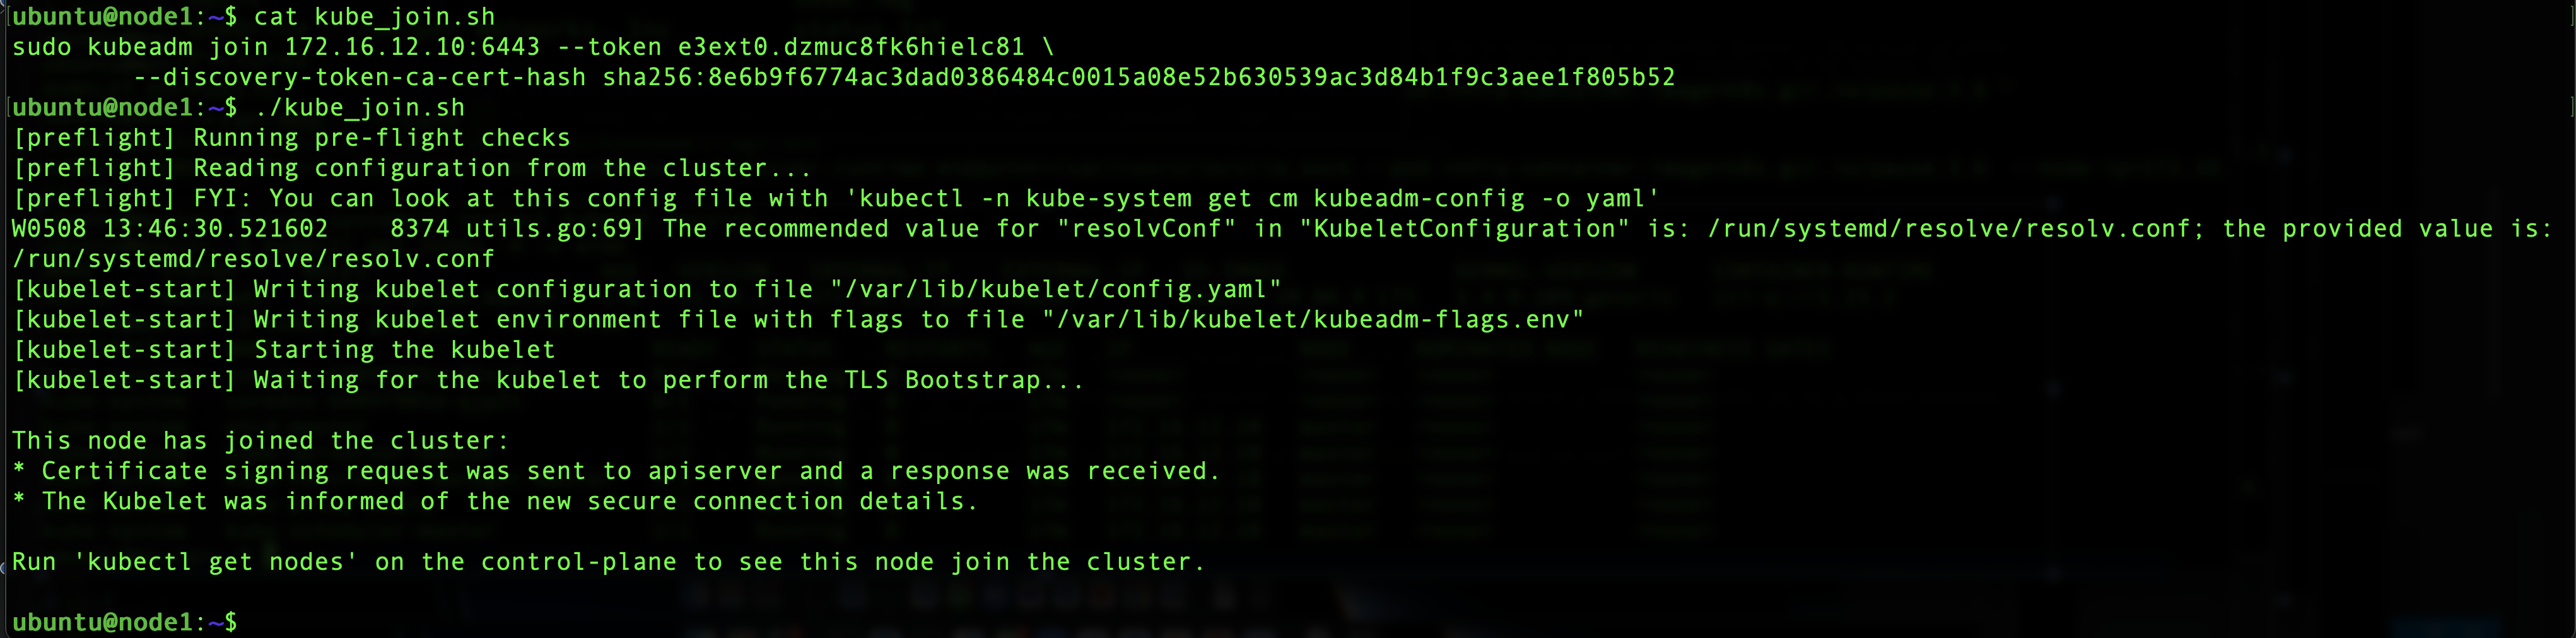 ubuntu@node1:~$ cat kube_join.sh
sudo kubeadm join 172.16.12.10:6443 --token e3ext0.dzmuc8fk6hielc81 \
        --discovery-token-ca-cert-hash sha256:8e6b9f6774ac3dad0386484c0015a08e52b630539ac3d84b1f9c3aee1f805b52
ubuntu@node1:~$ ./kube_join.sh
[preflight] Running pre-flight checks
[preflight] Reading configuration from the cluster...
[preflight] FYI: You can look at this config file with 'kubectl -n kube-system get cm kubeadm-config -o yaml'
W0508 13:46:30.521602    8374 utils.go:69] The recommended value for "resolvConf" in "KubeletConfiguration" is: /run/systemd/resolve/resolv.conf; the provided value is:
/run/systemd/resolve/resolv.conf
[kubelet-start] Writing kubelet configuration to file "/var/lib/kubelet/config.yaml"
[kubelet-start] Writing kubelet environment file with flags to file "/var/lib/kubelet/kubeadm-flags.env"
[kubelet-start] Starting the kubelet
[kubelet-start] Waiting for the kubelet to perform the TLS Bootstrap...
This node has joined the cluster:
* Certificate signing request was sent to apiserver and a response was received.
* The Kubelet was informed of the new secure connection details.
Run 'kubectl get nodes' on the control-plane to see this node join the cluster.
ubuntu@node1:~$